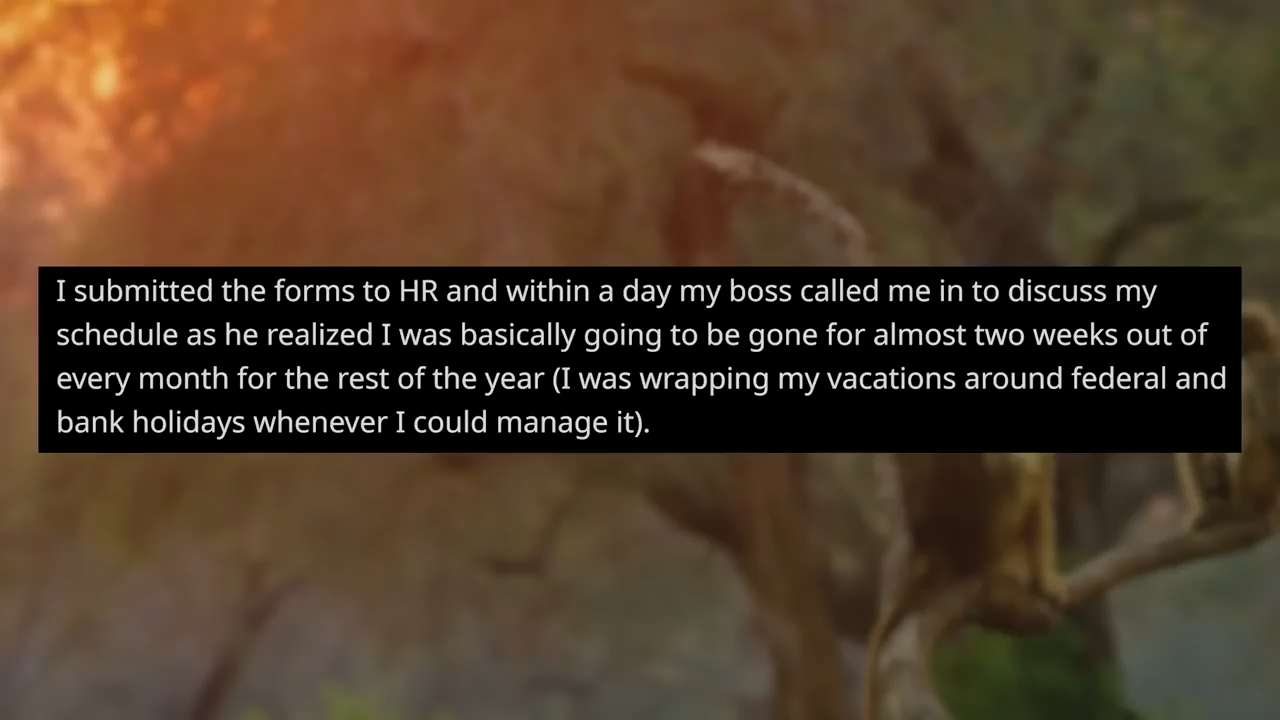 I submitted the forms to HR and within a day my boss called me in to discuss my
schedule as he realized I was basically going to be gone for almost two weeks out of
every month for the rest of the year (I was wrapping my vacations around federal and
bank holidays whenever I could manage it).